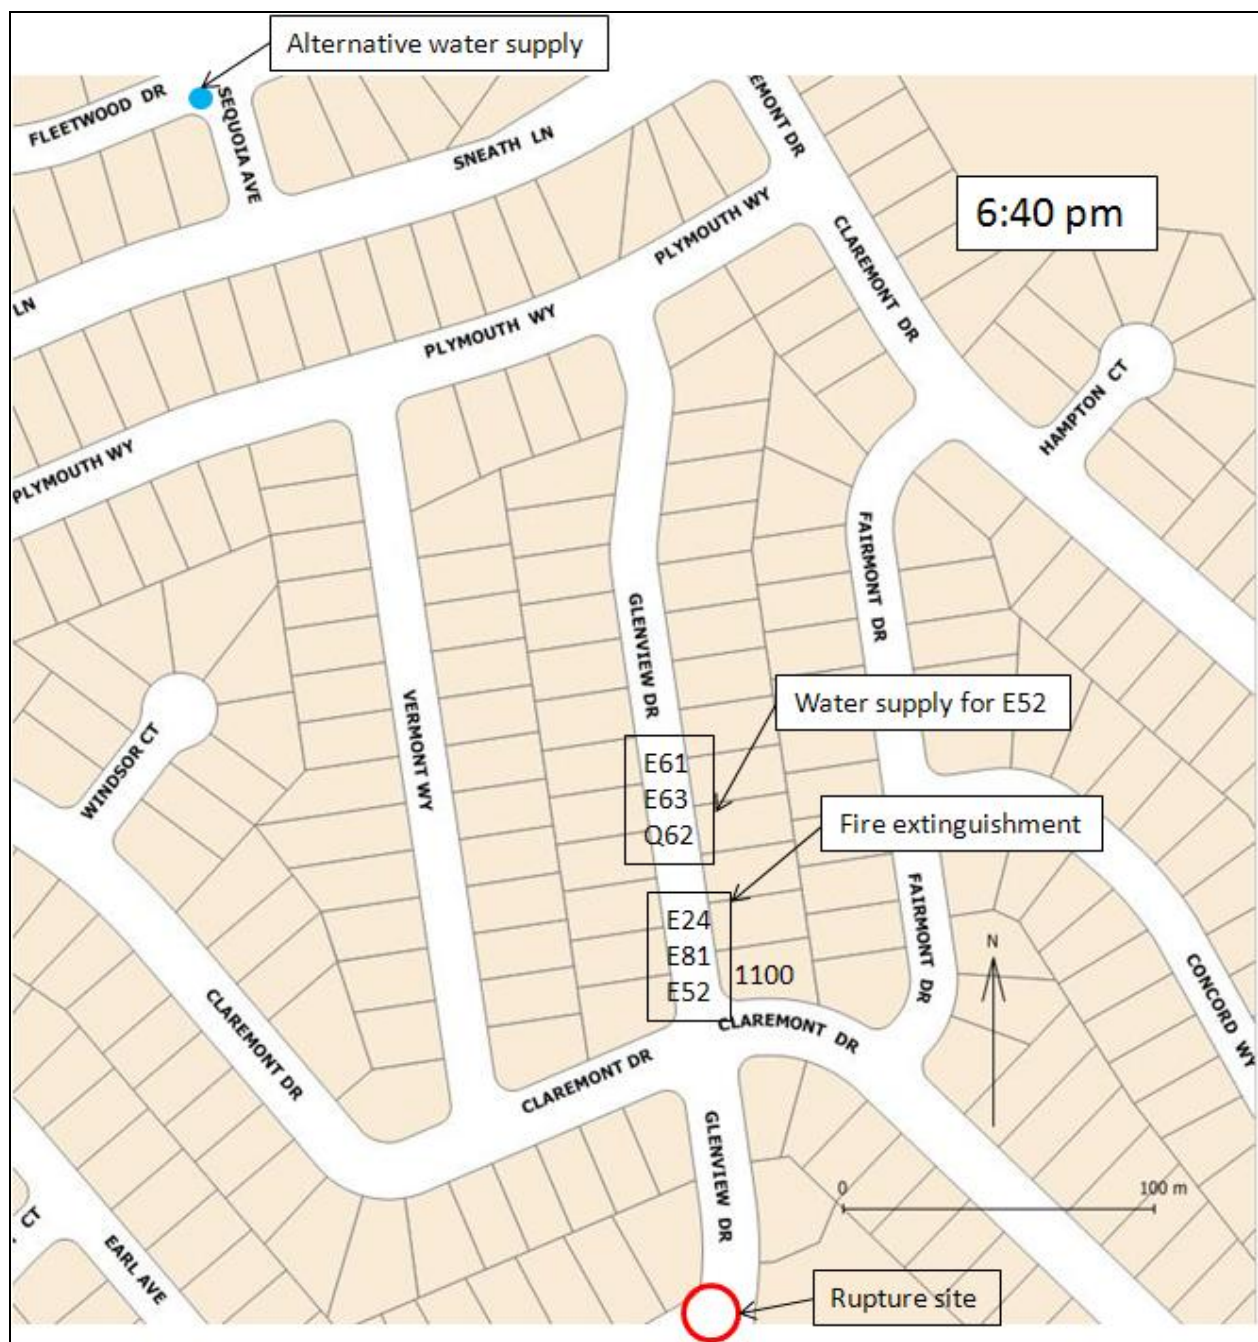 Alternative water supply
FLEETWOOD DR
SEQUOIA AVE
SNEATH LN
EMONT DR
PLYMOUTH WY
6:40 pm
CLAREMONT DR
LN
PLYMOUTH WY
HAMPTON CT
PLYMOUTH WY
FAIRMONT DR
GLENVIEW DR
Water supply for E52
VERMONT WY
WINDSOR CT
E61
E63
Q62
Fire extinguishment
FAIRMONT DR
E24
E81
E52
1100
N
CONCORD WY
CLAREMONT DR
CLAREMONT DR
CLAREMONT DR
GLENVIEW DR
0
100 m
CT
EARL AVE
Rupture site